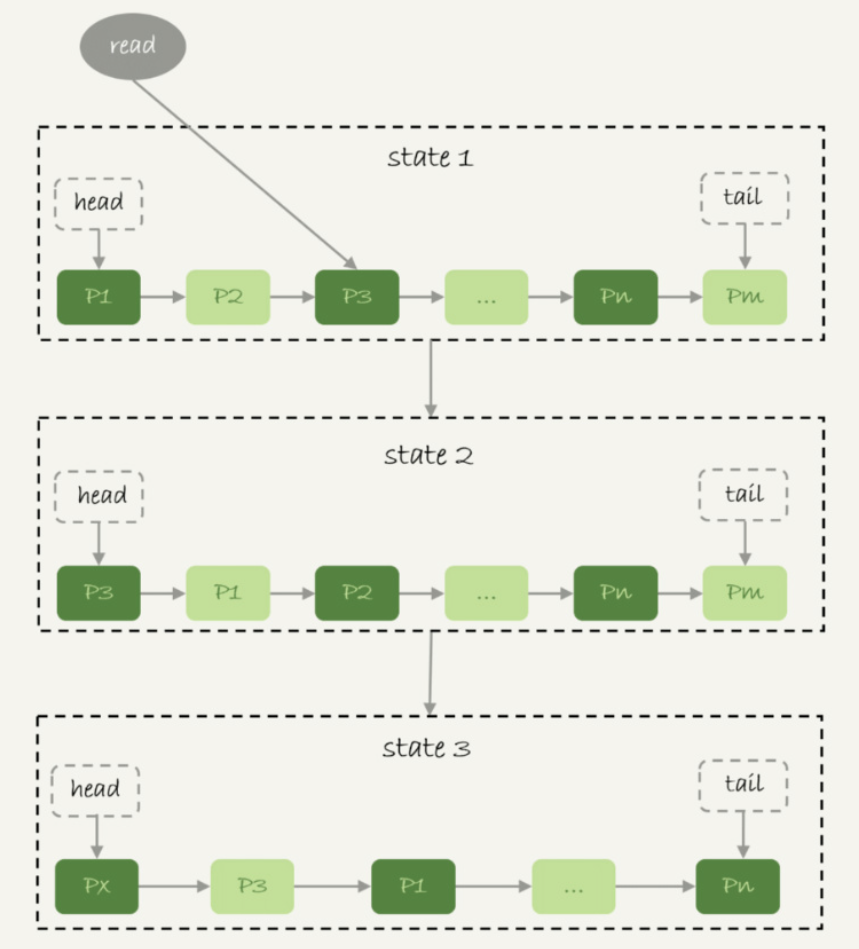 read
state 1
head
tail
P1
P2
P3
...
Pn
Pm
state 2
head
tail
P3
P1
P2
...
Pn
Pm
state 3
head
tail
Px
P3
P1
...
Pn